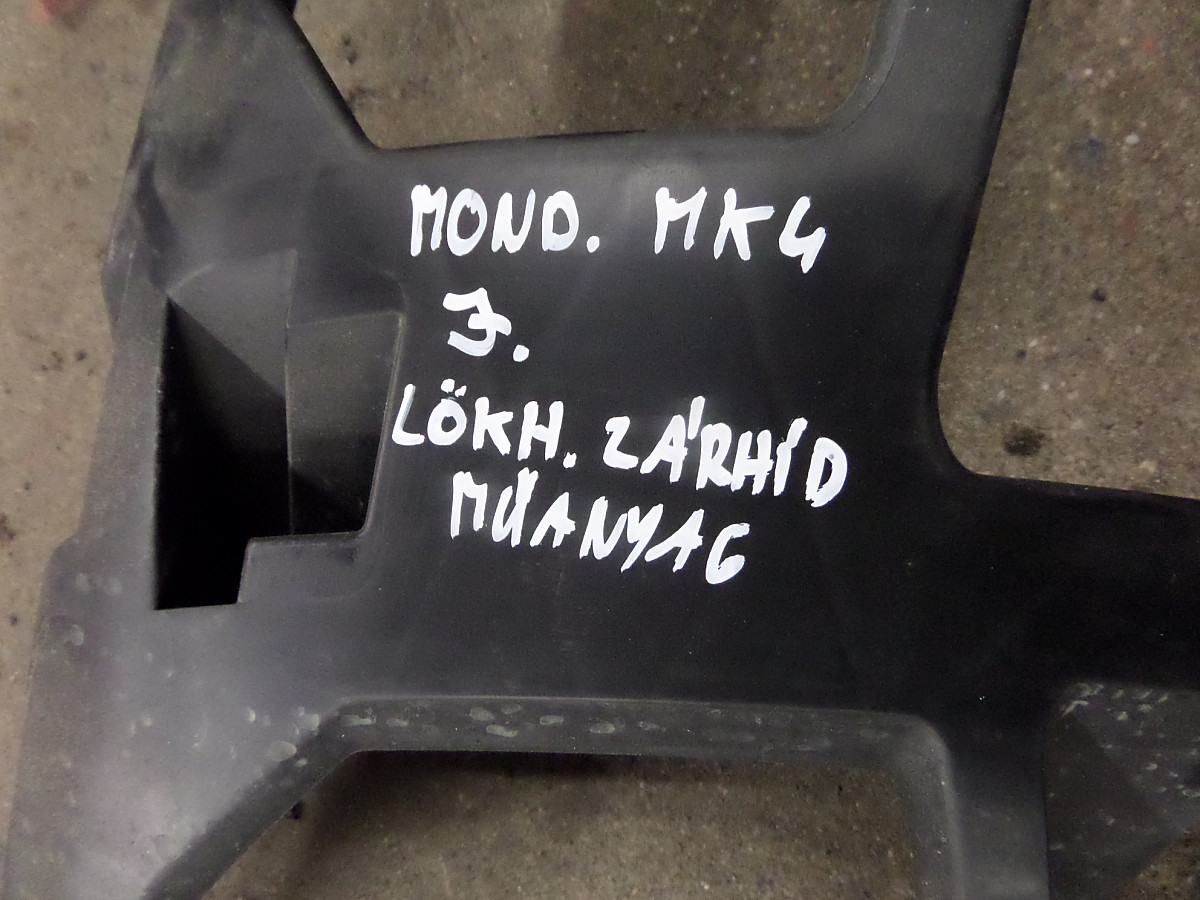 MOND. MK4
J.
LÖKH. ZÁRHÍD
MŰANYAG